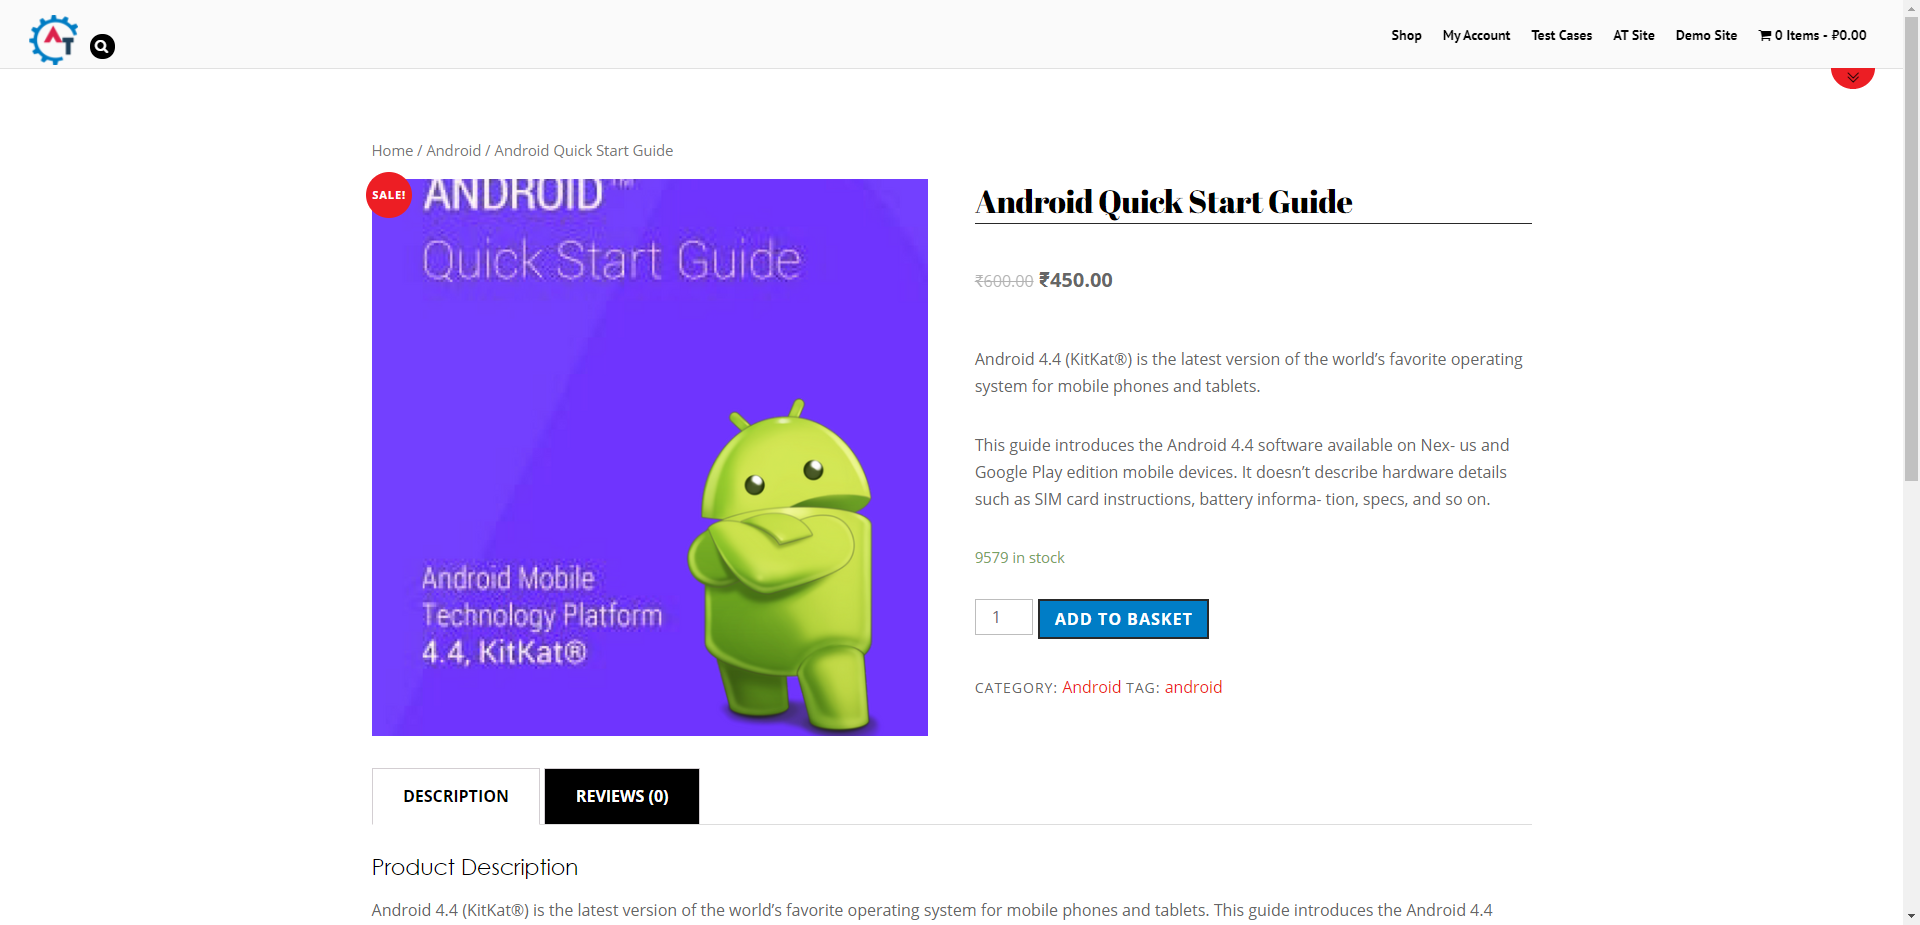 AT
Shop My Account Test Cases AT Site Demo Site 0 Items - ₽0.00
Home / Android / Android Quick Start Guide
SALE!
ANDROID™
Quick Start Guide
Android Mobile
Technology Platform
4.4, KitKat®
Android Quick Start Guide
₹600.00 ₹450.00
Android 4.4 (KitKat®) is the latest version of the world’s favorite operating
system for mobile phones and tablets.
This guide introduces the Android 4.4 software available on Nex- us and
Google Play edition mobile devices. It doesn’t describe hardware details
such as SIM card instructions, battery informa- tion, specs, and so on.
9579 in stock
1 ADD TO BASKET
CATEGORY: Android TAG: android
DESCRIPTION REVIEWS (0)
Product Description
Android 4.4 (KitKat®) is the latest version of the world’s favorite operating system for mobile phones and tablets. This guide introduces the Android 4.4